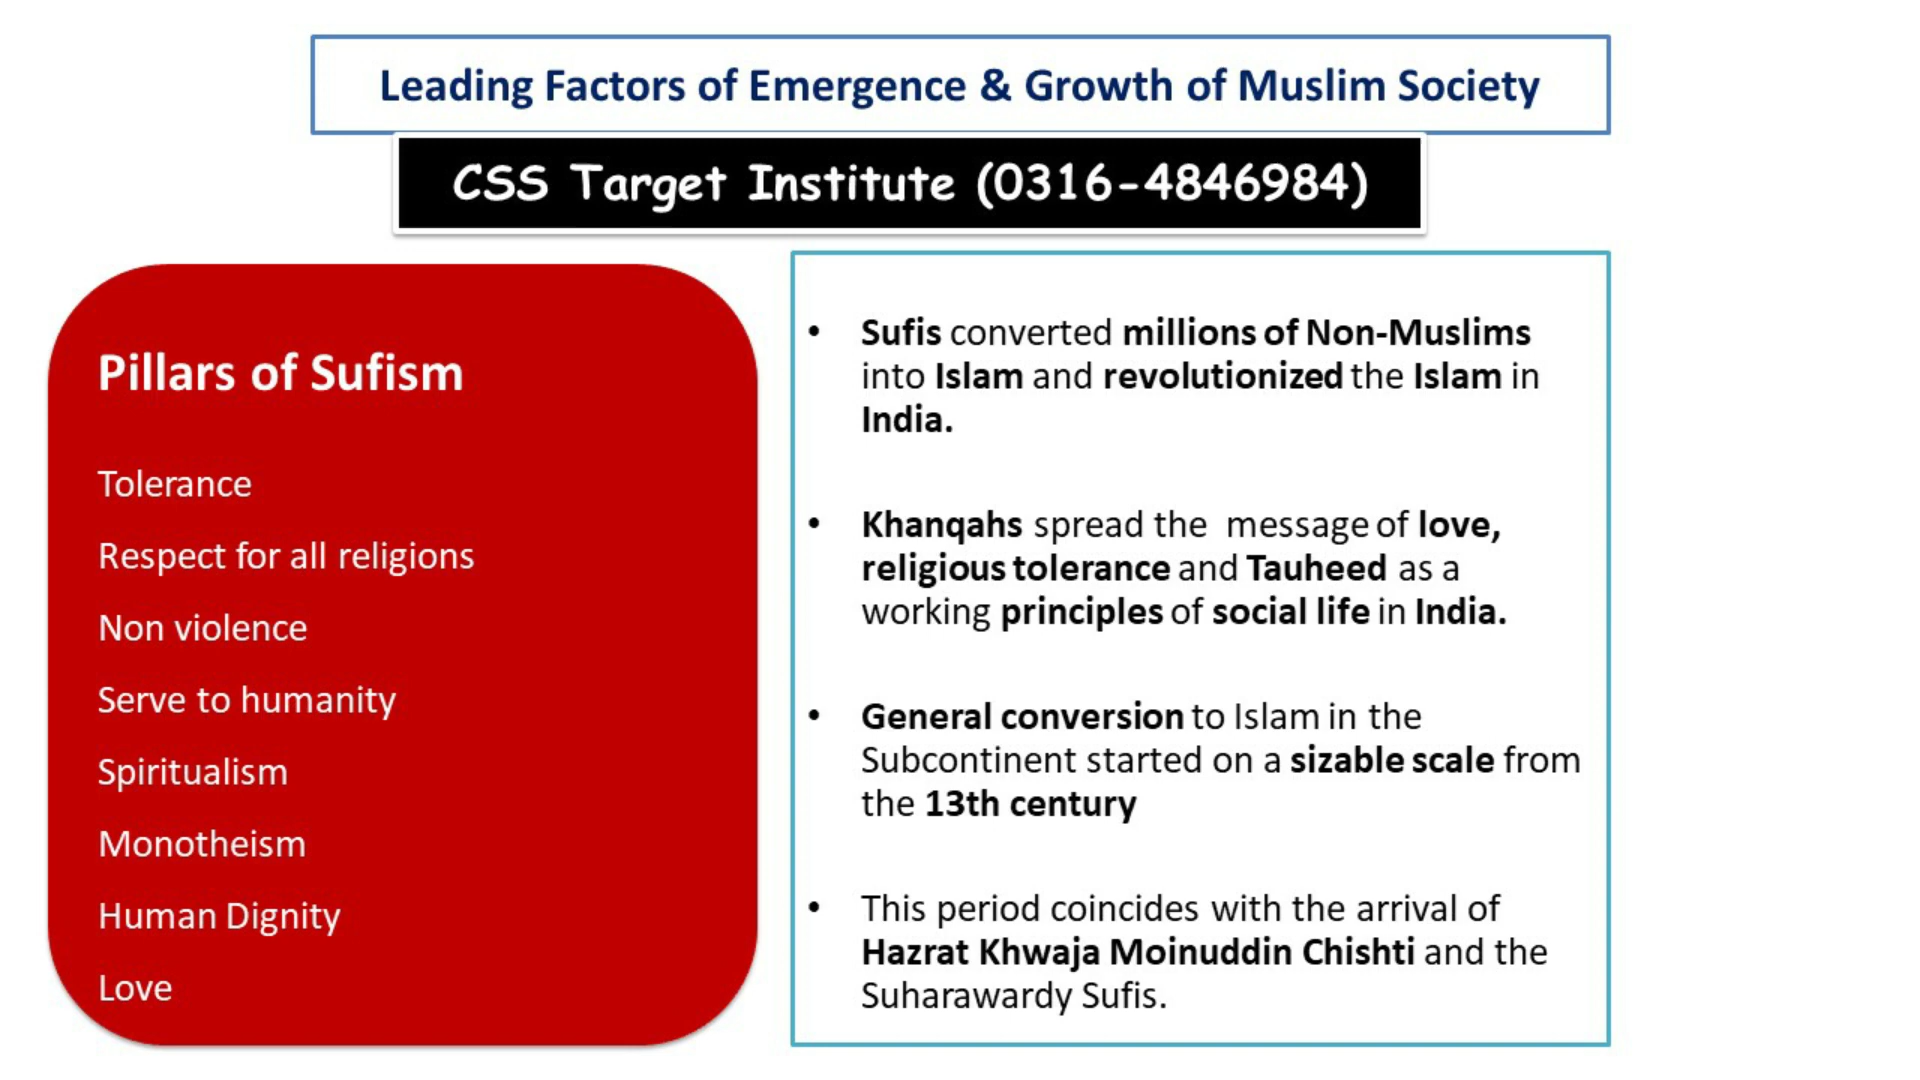 Leading Factors of Emergence & Growth of Muslim Society
CSS Target Institute (0316-4846984)
Pillars of Sufism
Tolerance
Respect for all religions
Non violence
Serve to humanity
Spiritualism
Monotheism
Human Dignity
Love
• Sufis converted millions of Non-Muslims
into Islam and revolutionized the Islam in
India.
• Khanqahs spread the message of love,
religious tolerance and Tauheed as a
working principles of social life in India.
• General conversion to Islam in the
Subcontinent started on a sizable scale from
the 13th century
• This period coincides with the arrival of
Hazrat Khwaja Moinuddin Chishti and the
Suharawardy Sufis.